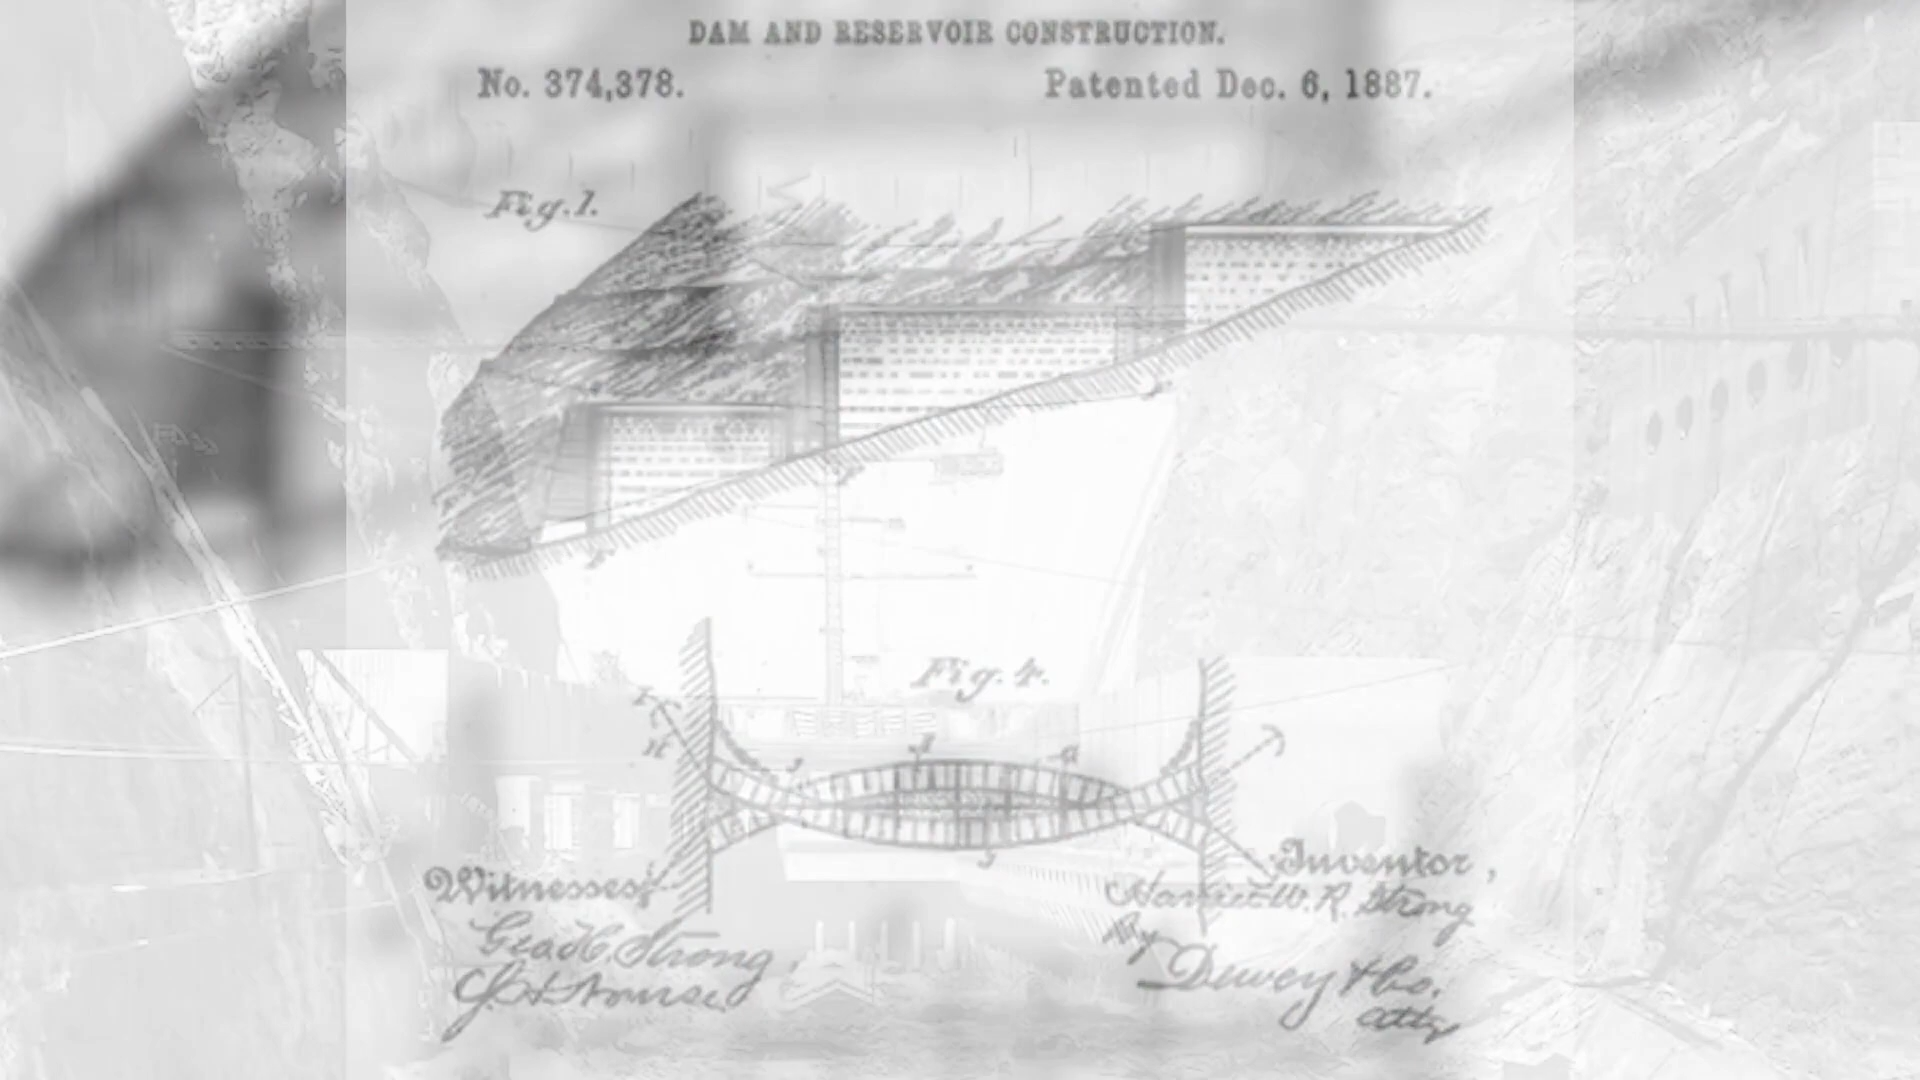 DAM AND RESERVOIR CONSTRUCTION.
No. 374,378. Patented Dec. 6, 1887.
Fig. 1.
Fig. 4.
Witnesses,
Geo. H. Strong
Inventor,
Harriet W. R. Strong
By
Dewey & Co.
attys